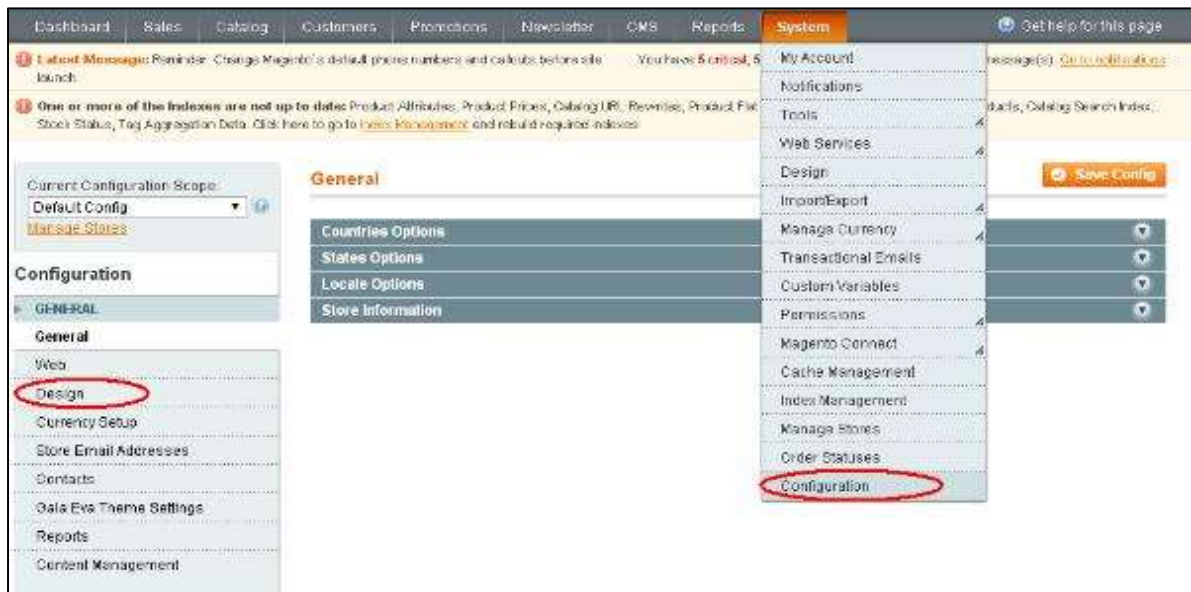 Dashboard Sales Catalog Customers Promotions Newsletter CMS Reports System Get help for this page
Latest Message: Reminder: Change Magento's default phone numbers and callouts before site launch You have 5 critical, 5 message(s). Go to notifications
One or more of the Indexes are not up to date: Product Attributes, Product Prices, Catalog URL Rewrites, Product Flat ducts, Catalog Search Index,
Stock Status, Tag Aggregation Data. Click here to go to Index Management and rebuild required indexes.
My Account
Notifications
Tools
Web Services
Design
Import/Export
Manage Currency
Transactional Emails
Custom Variables
Permissions
Magento Connect
Cache Management
Index Management
Manage Stores
Order Statuses
Configuration
Current Configuration Scope:
Default Config
Manage Stores
Configuration
GENERAL
General
Web
Design
Currency Setup
Store Email Addresses
Contacts
Gala Eva Theme Settings
Reports
Content Management
General
Save Config
Countries Options
States Options
Locale Options
Store Information